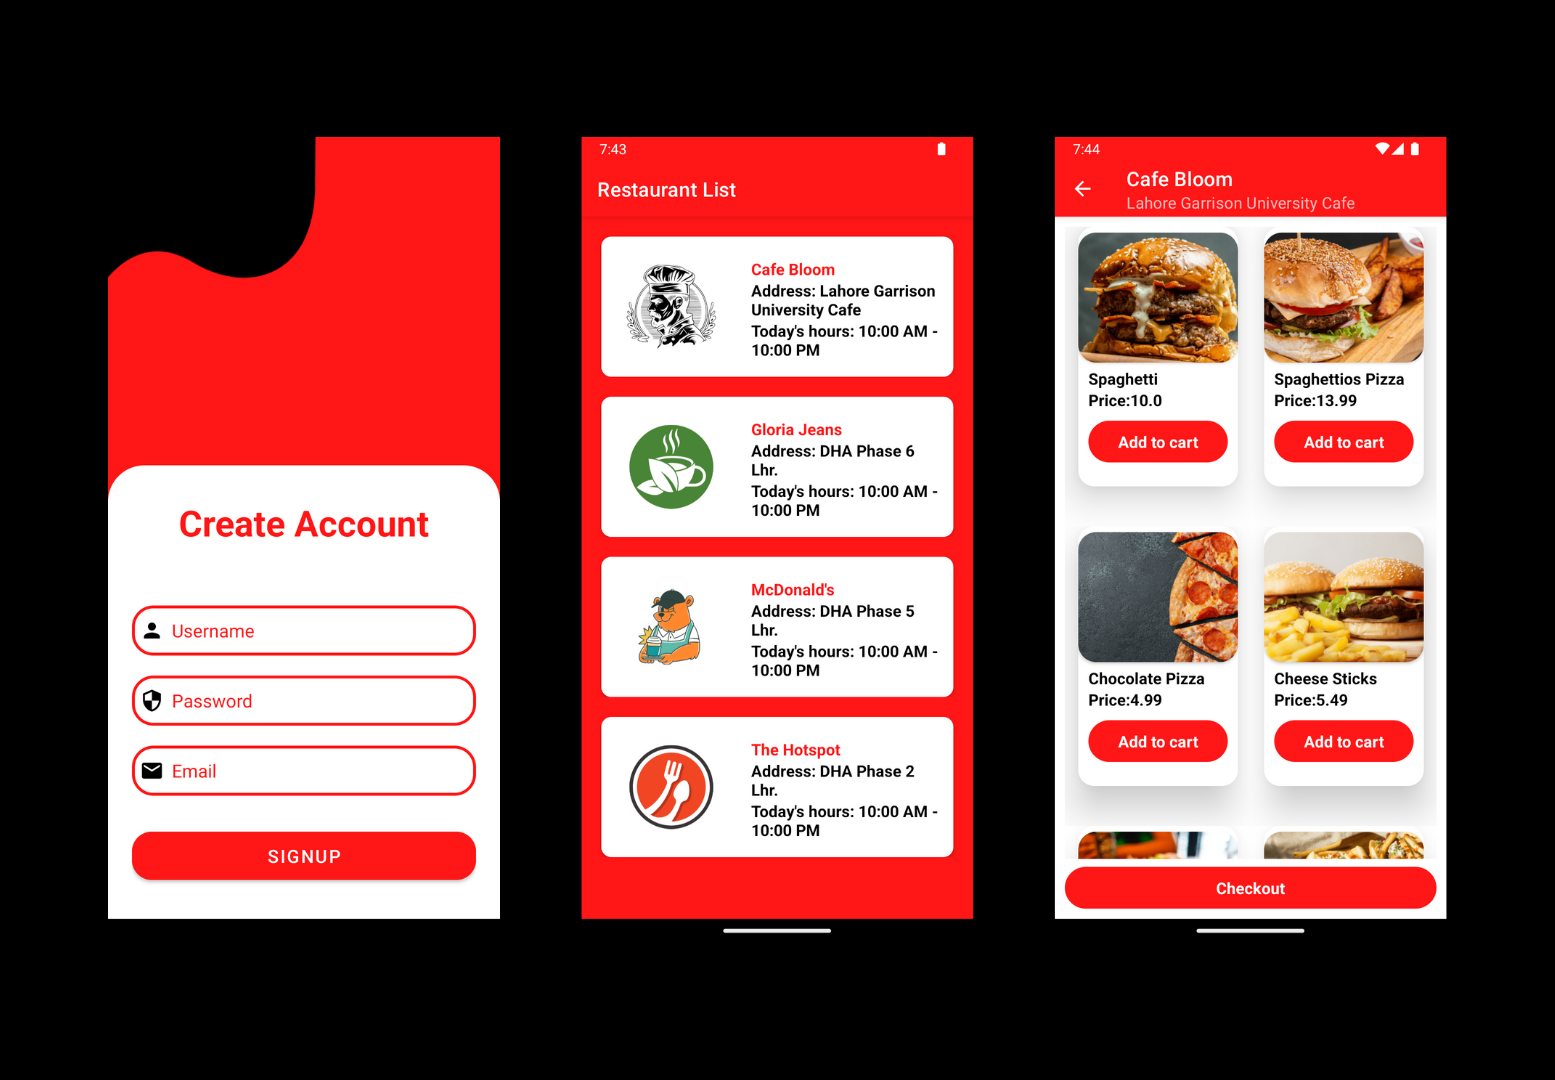 Create Account
Username
Password
Email
SIGNUP
7:43
Restaurant List
Cafe Bloom
Address: Lahore Garrison
University Cafe
Today's hours: 10:00 AM -
10:00 PM
Gloria Jeans
Address: DHA Phase 6
Lhr.
Today's hours: 10:00 AM -
10:00 PM
McDonald's
Address: DHA Phase 5
Lhr.
Today's hours: 10:00 AM -
10:00 PM
The Hotspot
Address: DHA Phase 2
Lhr.
Today's hours: 10:00 AM -
10:00 PM
7:44
Cafe Bloom
Lahore Garrison University Cafe
Spaghetti
Price:10.0
Add to cart
Spaghettios Pizza
Price:13.99
Add to cart
Chocolate Pizza
Price:4.99
Add to cart
Cheese Sticks
Price:5.49
Add to cart
Checkout